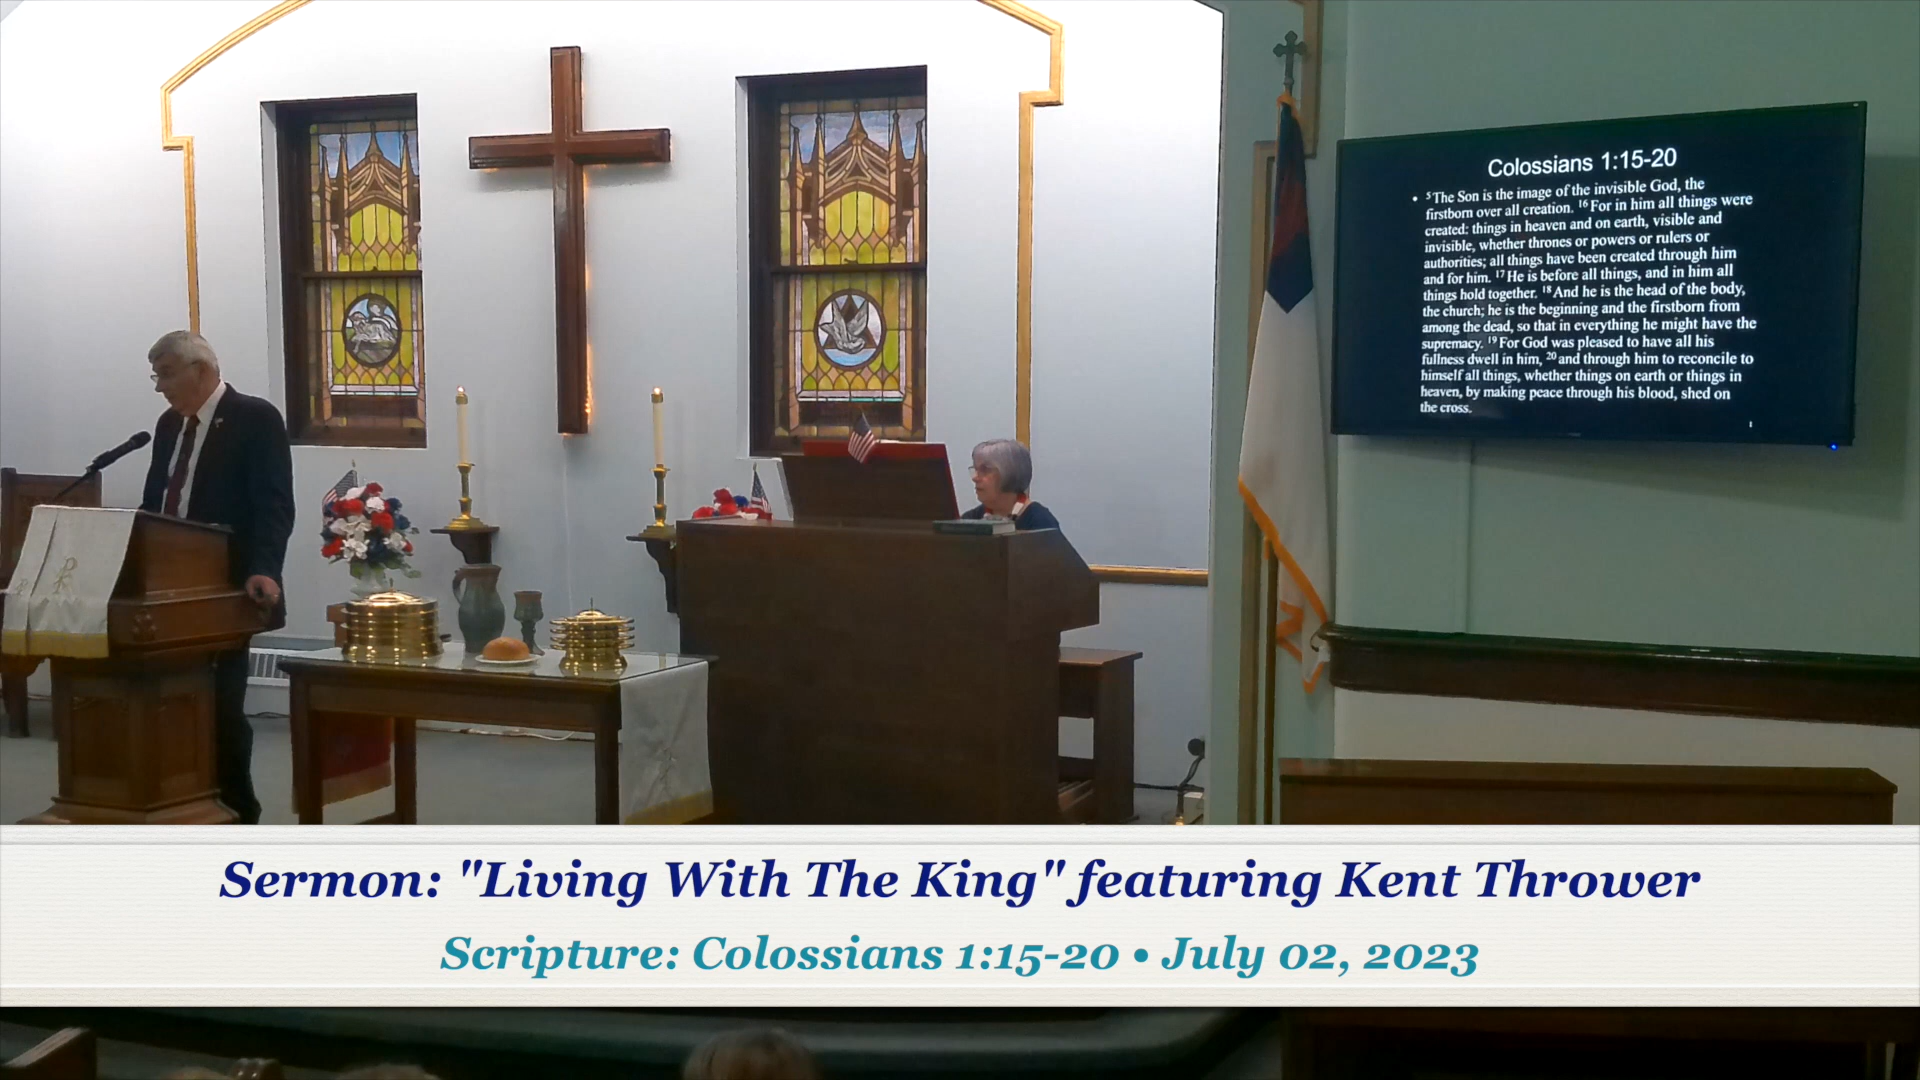 Colossians 1:15-20
• ⁵The Son is the image of the invisible God, the
firstborn over all creation. ¹⁶For in him all things were
created: things in heaven and on earth, visible and
invisible, whether thrones or powers or rulers or
authorities; all things have been created through him
and for him. ¹⁷He is before all things, and in him all
things hold together. ¹⁸And he is the head of the body,
the church; he is the beginning and the firstborn from
among the dead, so that in everything he might have the
supremacy. ¹⁹For God was pleased to have all his
fullness dwell in him, ²⁰and through him to reconcile to
himself all things, whether things on earth or things in
heaven, by making peace through his blood, shed on
the cross.
1
Sermon: "Living With The King" featuring Kent Thrower
Scripture: Colossians 1:15-20 • July 02, 2023